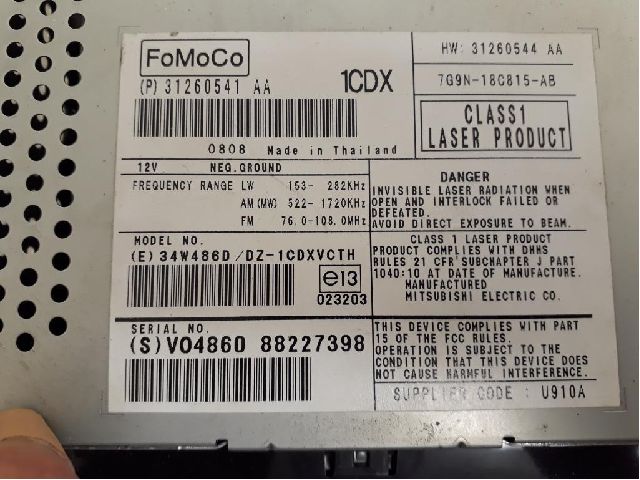 FoMoCo
(P) 31260541 AA 1CDX
0808 Made in Thailand
HW: 31260544 AA
7G9N-18C815-AB
CLASS1
LASER PRODUCT
12V NEG.GROUND
FREQUENCY RANGE LW 153- 282KHz
AM(MW) 522-1720KHz
FM 76.0-108.0MHz
DANGER
INVISIBLE LASER RADIATION WHEN
OPEN AND INTERLOCK FAILED OR
DEFEATED.
AVOID DIRECT EXPOSURE TO BEAM.
MODEL NO.
(E) 34W486D/DZ-1CDXVCTH
e13
023203
CLASS 1 LASER PRODUCT
PRODUCT COMPLIES WITH DHHS
RULES 21 CFR SUBCHAPTER J PART
1040:10 AT DATE OF MANUFACTURE.
MANUFACTURED
MITSUBISHI ELECTRIC CO.
SERIAL NO.
(S)VO486D 88227398
THIS DEVICE COMPLIES WITH PART
15 OF THE FCC RULES.
OPERATION IS SUBJECT TO THE
CONDITION THAT THIS DEVICE DOES
NOT CAUSE HARMFUL INTERFERENCE.
SUPPLIER CODE : U910A